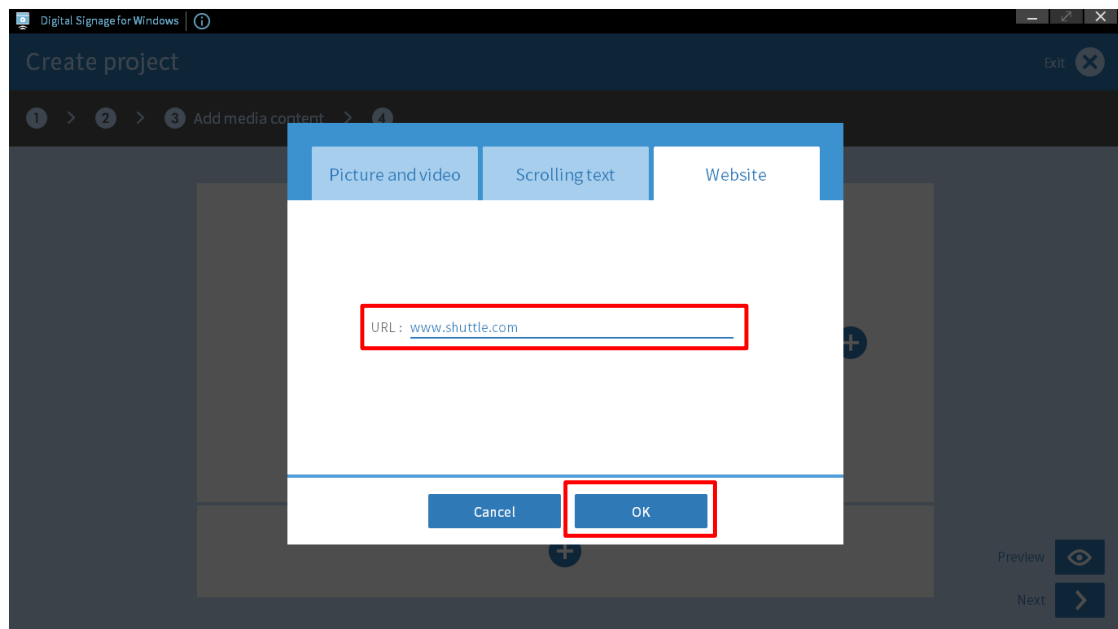 Digital Signage for Windows
Create project
Exit
1 > 2 > 3 Add media content > 4
Picture and video
Scrolling text
Website
URL : www.shuttle.com
Cancel
OK
Preview
Next